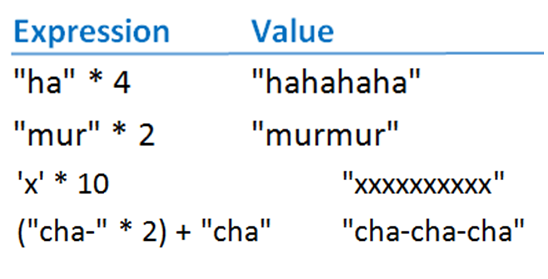 Expression Value
"ha" * 4 "hahahaha"
"mur" * 2 "murmur"
'x' * 10 "xxxxxxxxxx"
("cha-" * 2) + "cha" "cha-cha-cha"